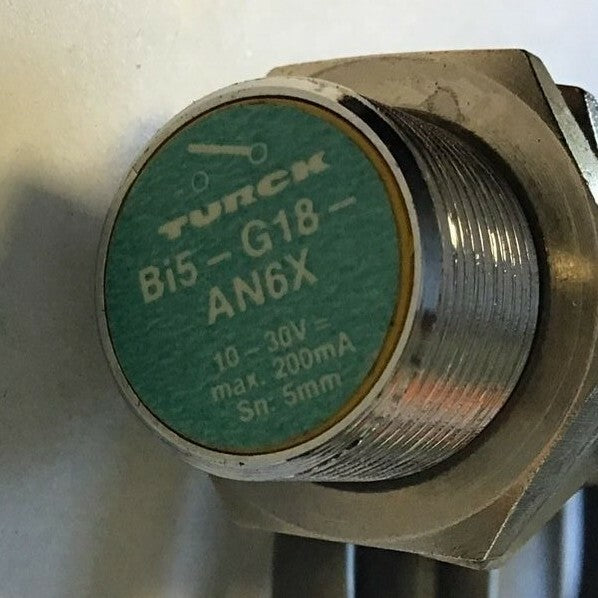 TURCK
Bi5 – G18 –
AN6X
10 – 30V =
max. 200mA
Sn: 5mm